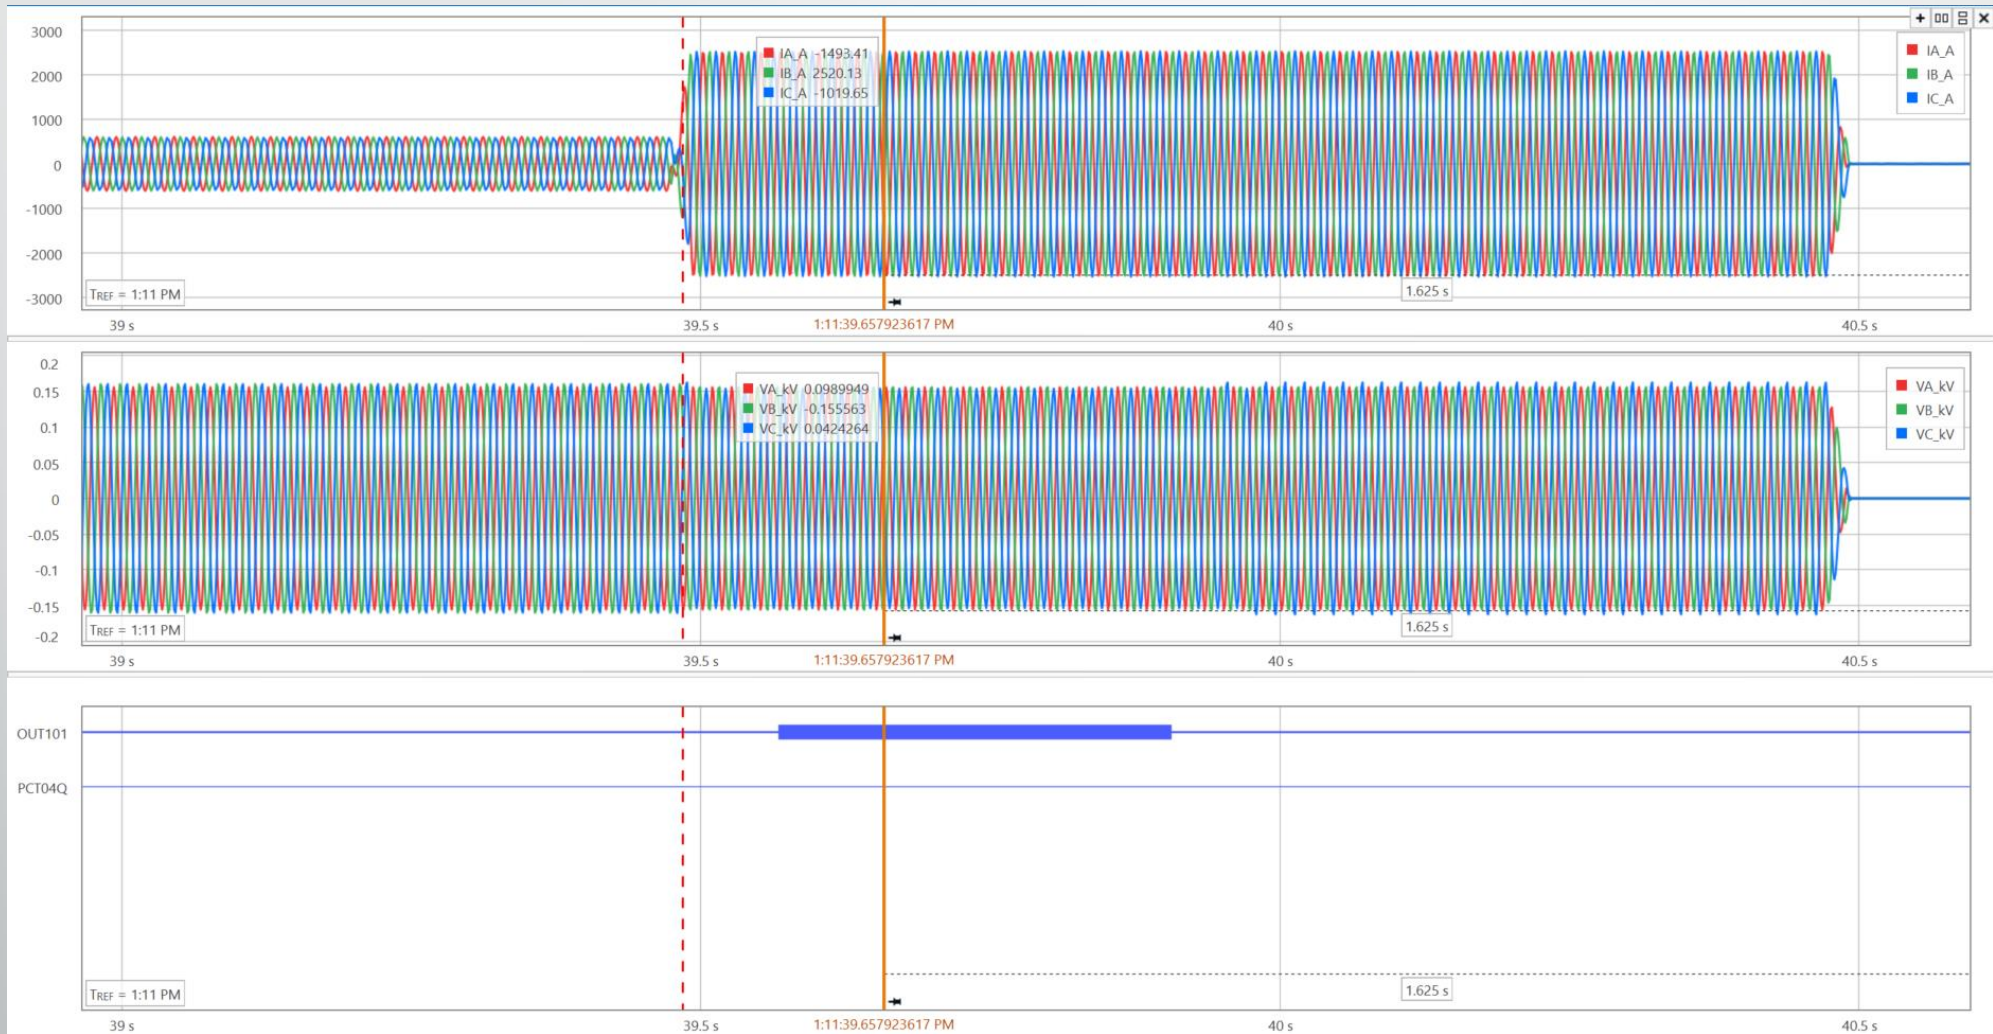 3000
2000
1000
0
-1000
-2000
-3000
IA_A -1493.41
IB_A 2520.13
IC_A -1019.65
IA_A
IB_A
IC_A
TREF = 1:11 PM
1.625 s
39 s
39.5 s
1:11:39.657923617 PM
40 s
40.5 s
0.2
0.15
0.1
0.05
0
-0.05
-0.1
-0.15
-0.2
VA_kV 0.0989949
VB_kV -0.155563
VC_kV 0.0424264
VA_kV
VB_kV
VC_kV
TREF = 1:11 PM
1.625 s
39 s
39.5 s
1:11:39.657923617 PM
40 s
40.5 s
OUT101
PCT04Q
TREF = 1:11 PM
1.625 s
39 s
39.5 s
1:11:39.657923617 PM
40 s
40.5 s